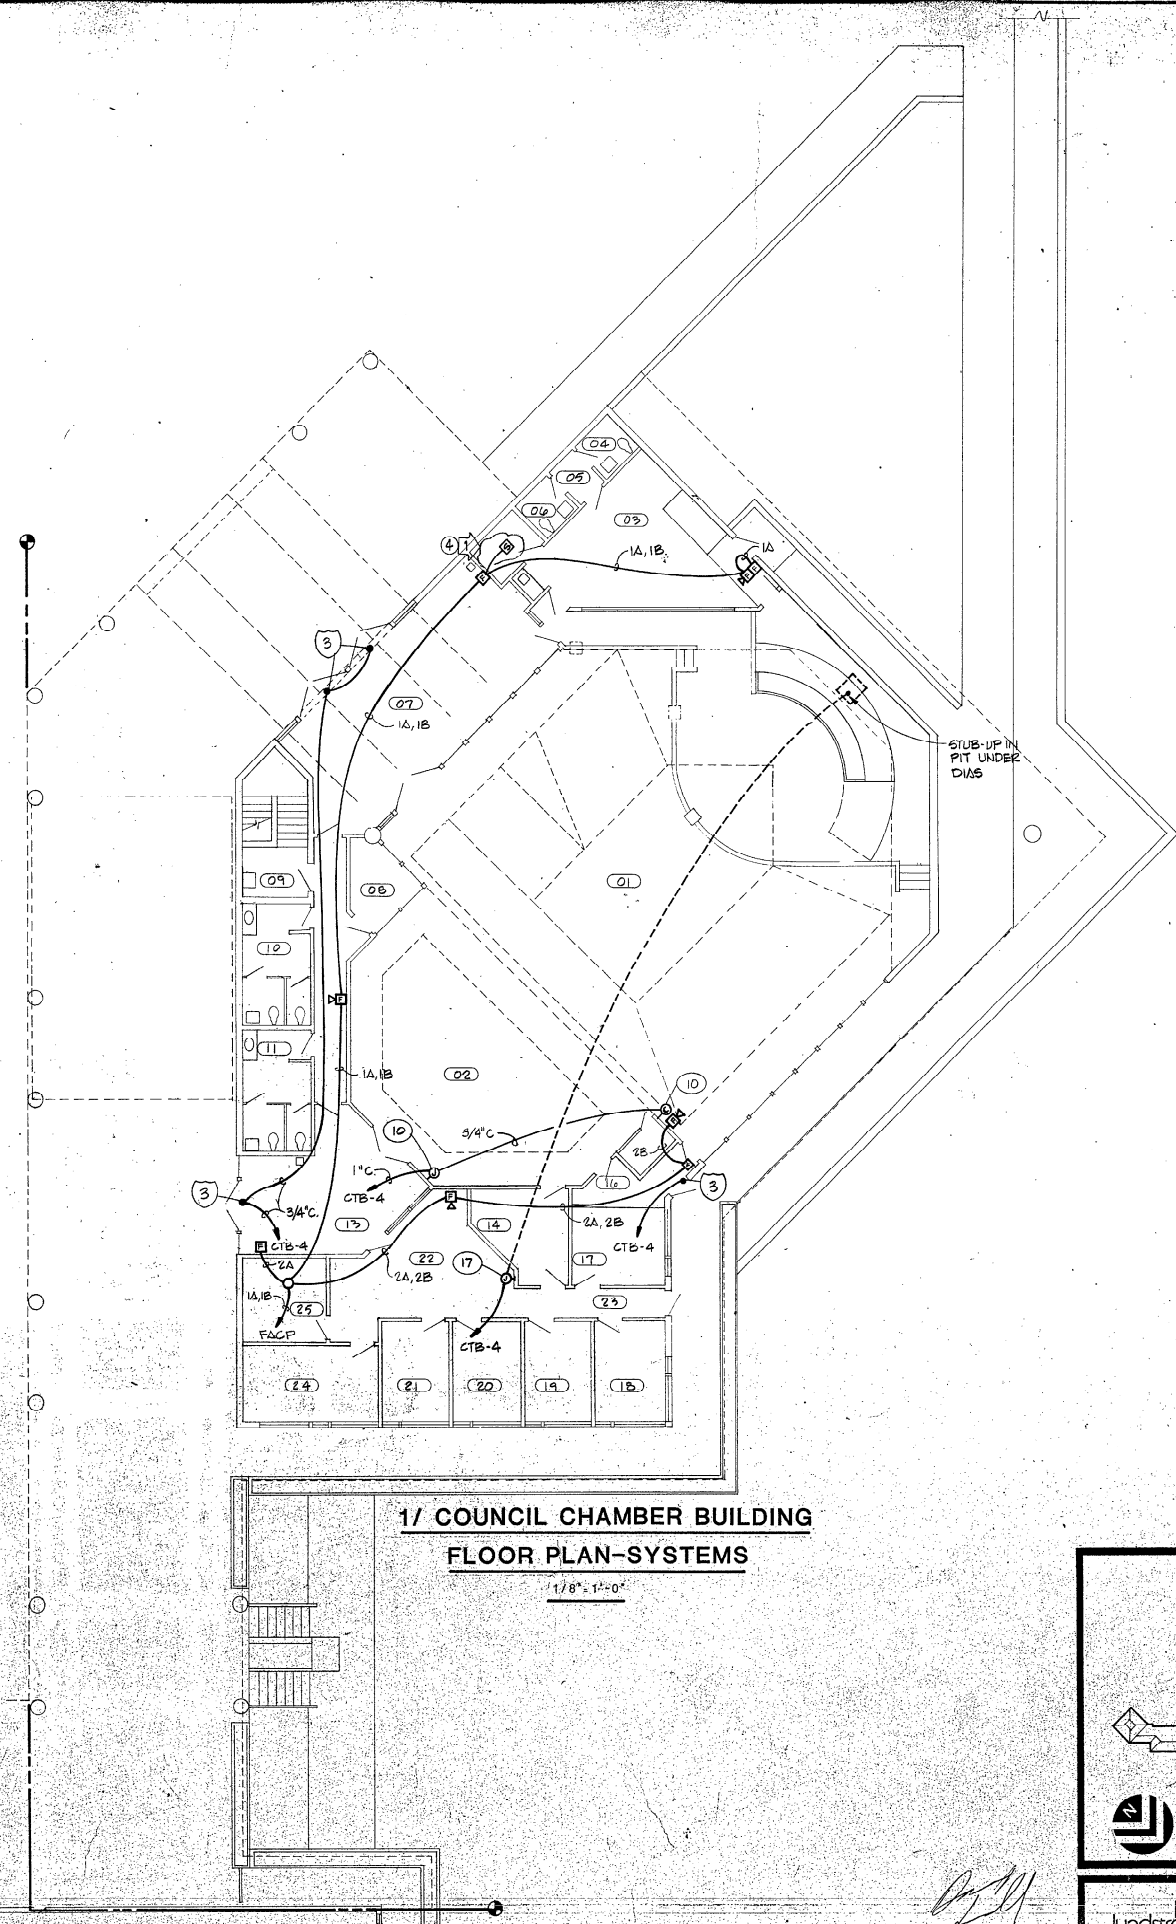 04
05
06
03
4
1
S
F
1A, 1B
1A
F
F
3
07
1A, 1B
STUB-UP IN
PIT UNDER
DIAS
09
08
01
10
F
11
1A, 1B
02
10
10
3/4"C
F
2B
1"C.
CTB-4
3
3
3/4"C.
13
F
14
2A, 2B
CTB-4
F
CTB-4
2A
22
17
17
2A, 2B
1A, 1B
25
23
FACP
CTB-4
24
21
20
19
18
1/ COUNCIL CHAMBER BUILDING
FLOOR PLAN-SYSTEMS
1/8"=1'-0"
N